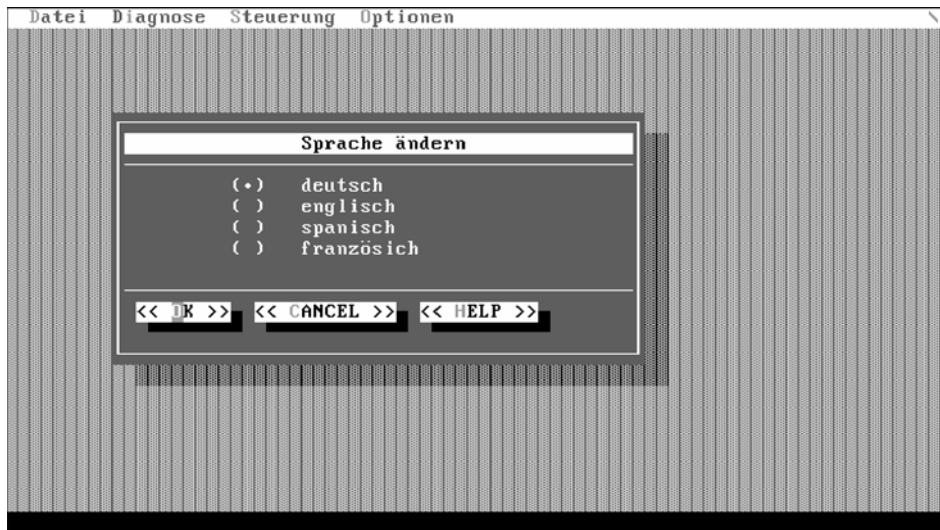 Datei Diagnose Steuerung Optionen
Sprache ändern
(•) deutsch
( ) englisch
( ) spanisch
( ) französich
<< OK >> << CANCEL >> << HELP >>